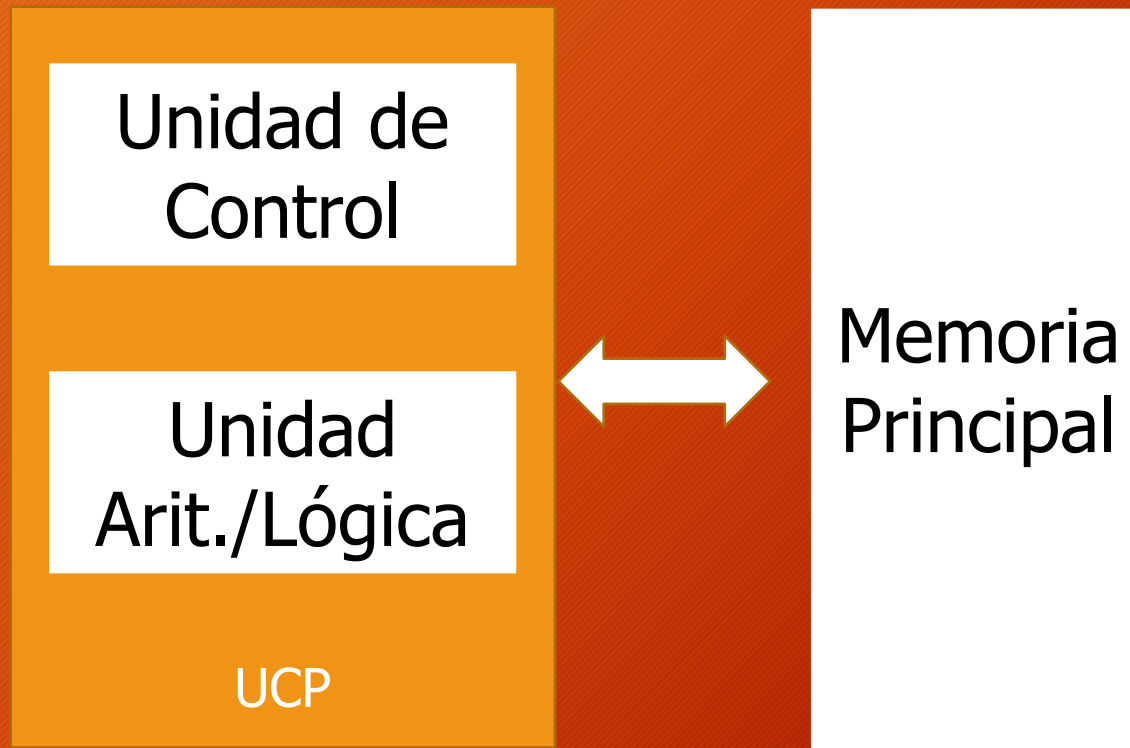 Unidad de
Control
Unidad
Arit./Lógica
UCP
Memoria
Principal